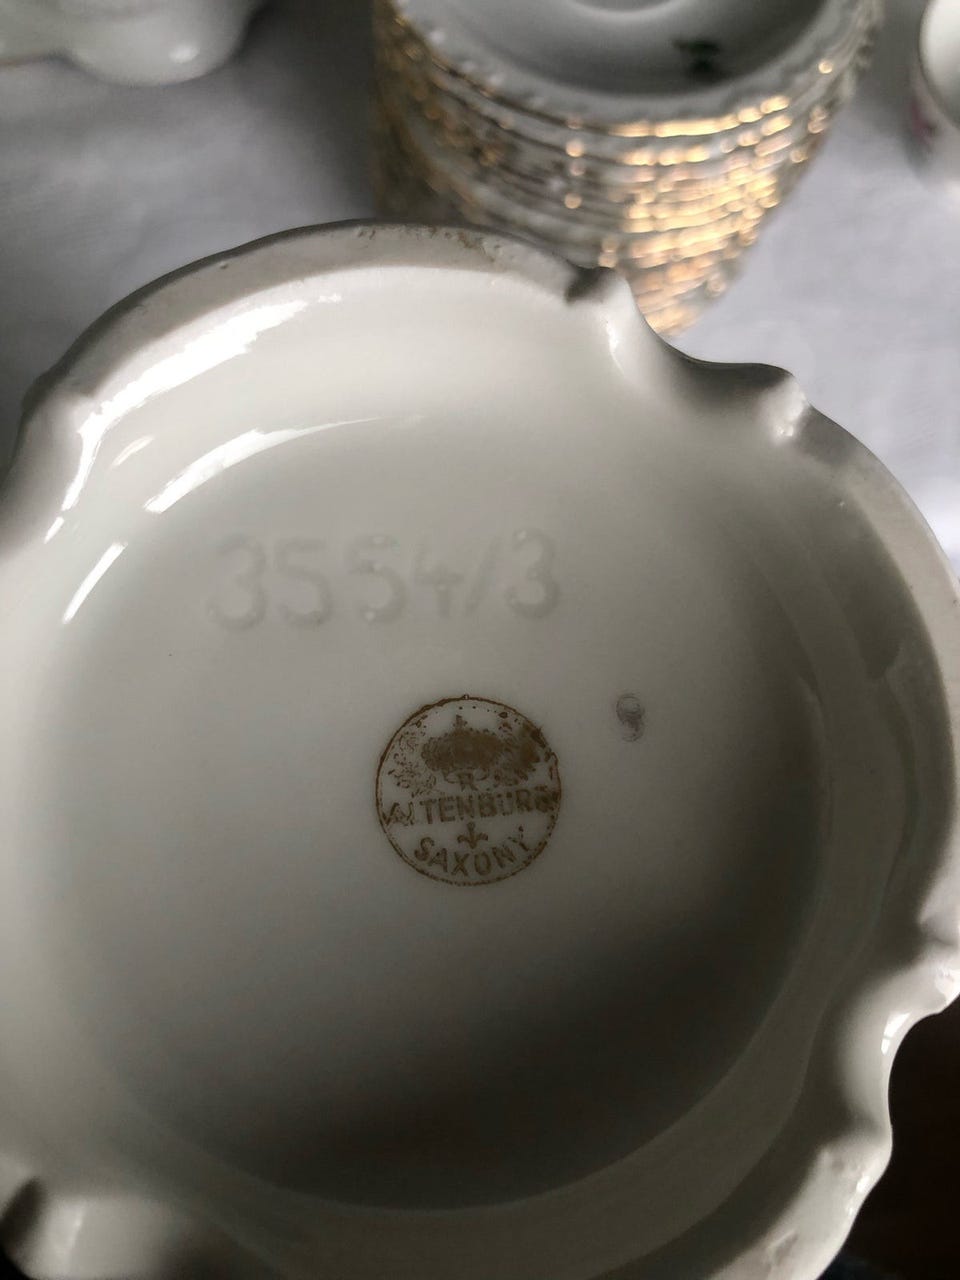 3554/3
R
ALTENBURG
SAXONY